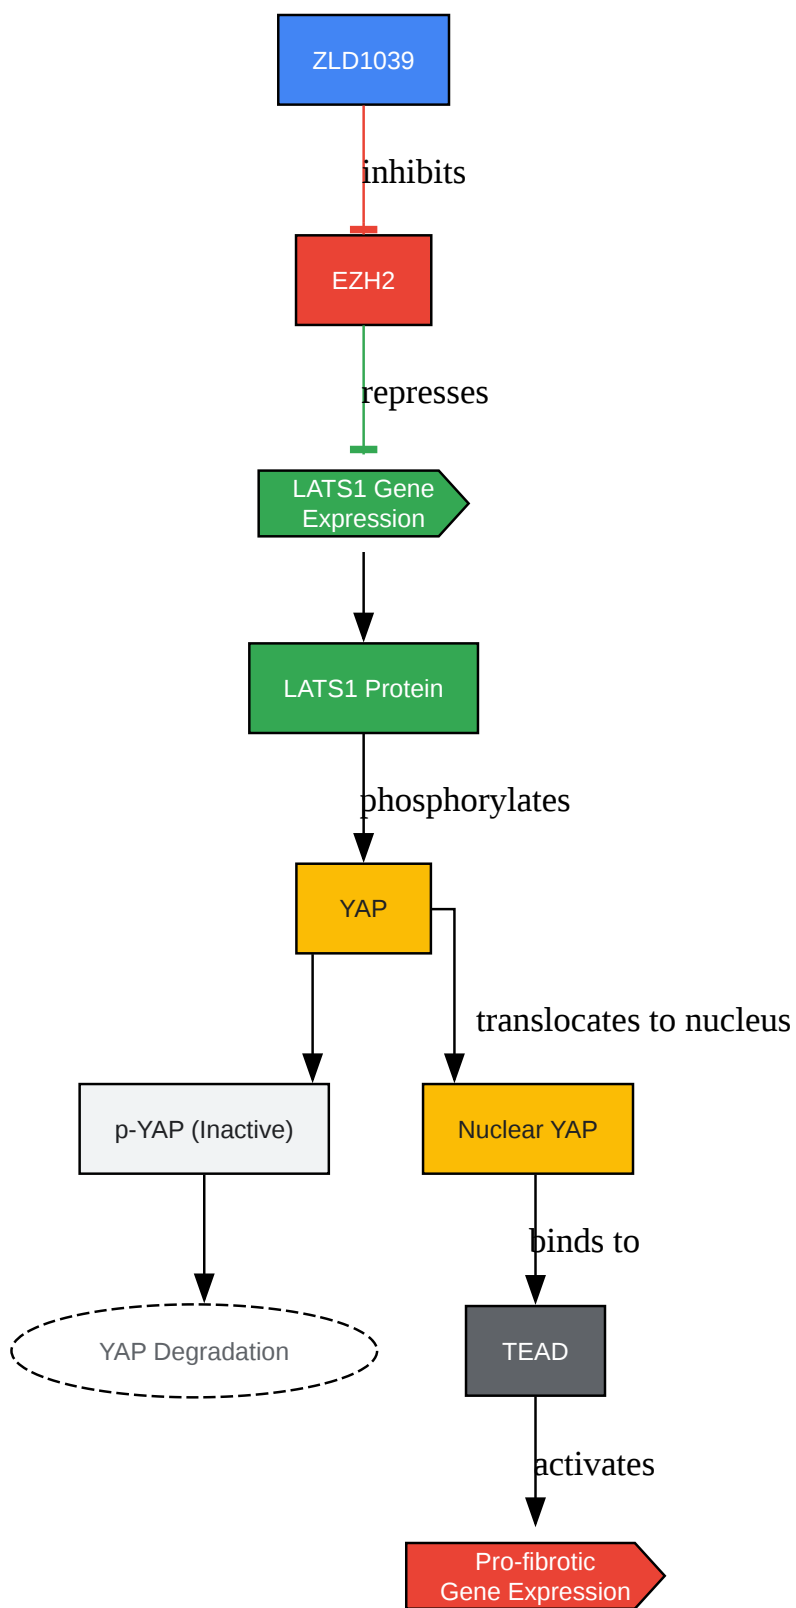 ZLD1039
inhibits
EZH2
represses
LATS1 Gene
Expression
LATS1 Protein
phosphorylates
YAP
translocates to nucleus
p-YAP (Inactive)
Nuclear YAP
binds to
YAP Degradation
TEAD
activates
Pro-fibrotic
Gene Expression